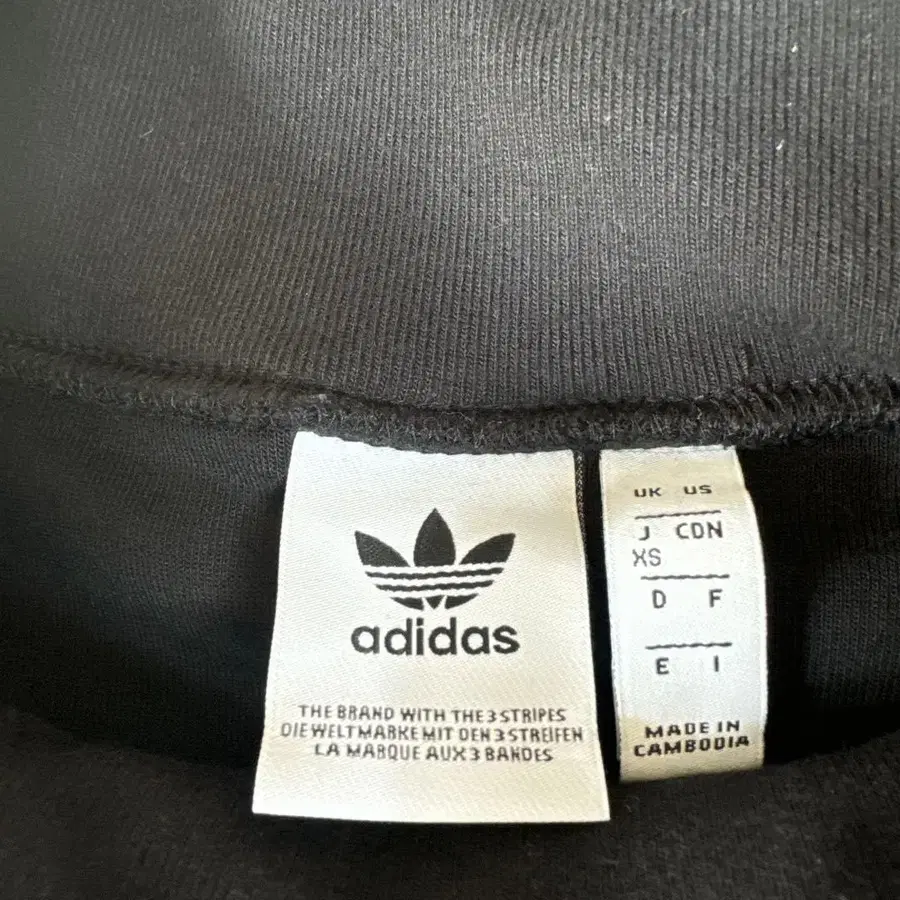 adidas
THE BRAND WITH THE 3 STRIPES
DIE WELTMARKE MIT DEN 3 STREIFEN
LA MARQUE AUX 3 BANDES
UK US
J CDN
XS
D F
E I
MADE IN
CAMBODIA